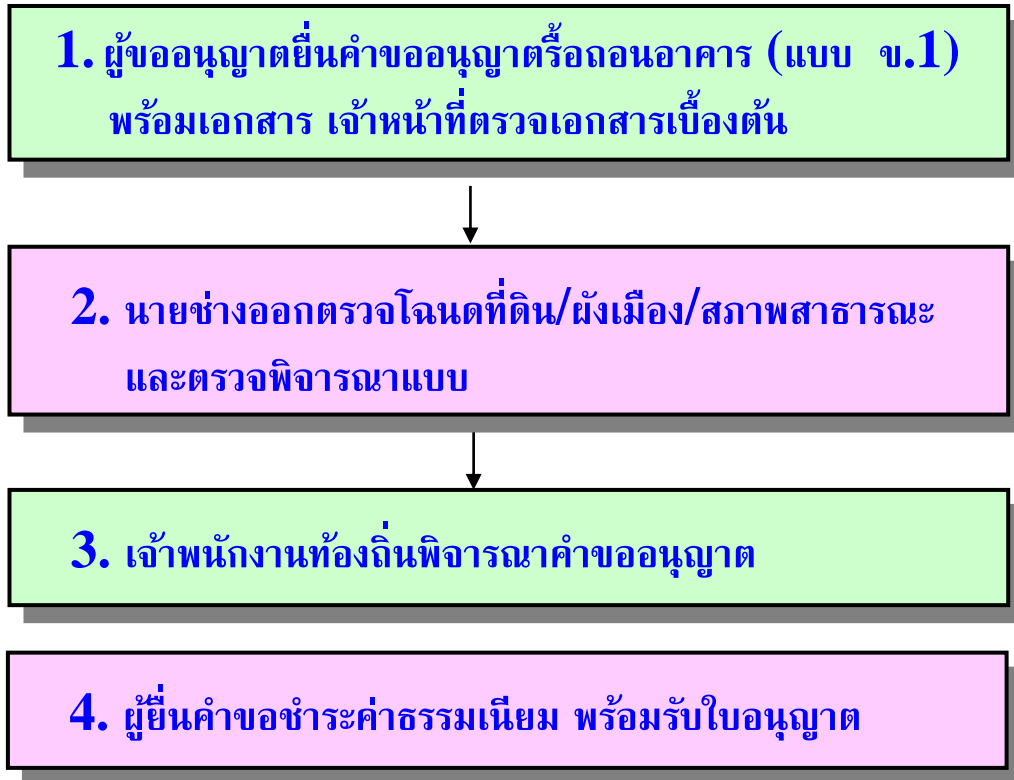 1. ผู้ขออนุญาตยื่นคำขออนุญาตรื้อถอนอาคาร (แบบ ข.1)
พร้อมเอกสาร เจ้าหน้าที่ตรวจเอกสารเบื้องต้น
2. นายช่างออกตรวจโฉนดที่ดิน/ผังเมือง/สภาพสาธารณะ
และตรวจพิจารณาแบบ
3. เจ้าพนักงานท้องถิ่นพิจารณาคำขออนุญาต
4. ผู้ยื่นคำขอชำระค่าธรรมเนียม พร้อมรับใบอนุญาต